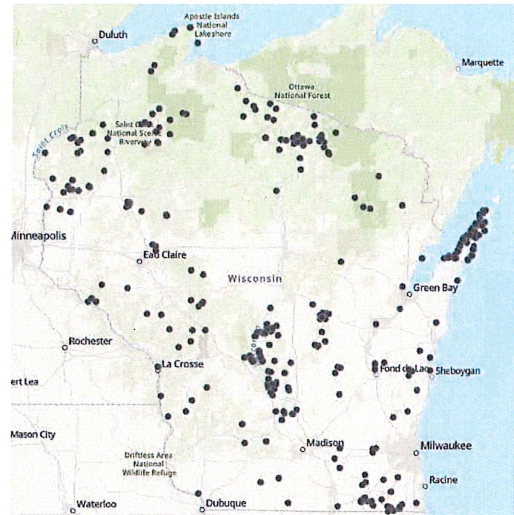 Apostle Islands
National
Lakeshore
Duluth
Marquette
Ottawa
National Forest
Saint Croix
National Scenic
Riverway
Saint Croix
Minneapolis
Eau Claire
Wisconsin
Green Bay
Rochester
La Crosse
Fond du Lac
Sheboygan
ert Lea
Mason City
Madison
Milwaukee
Driftless Area
National
Wildlife Refuge
Racine
Waterloo
Dubuque